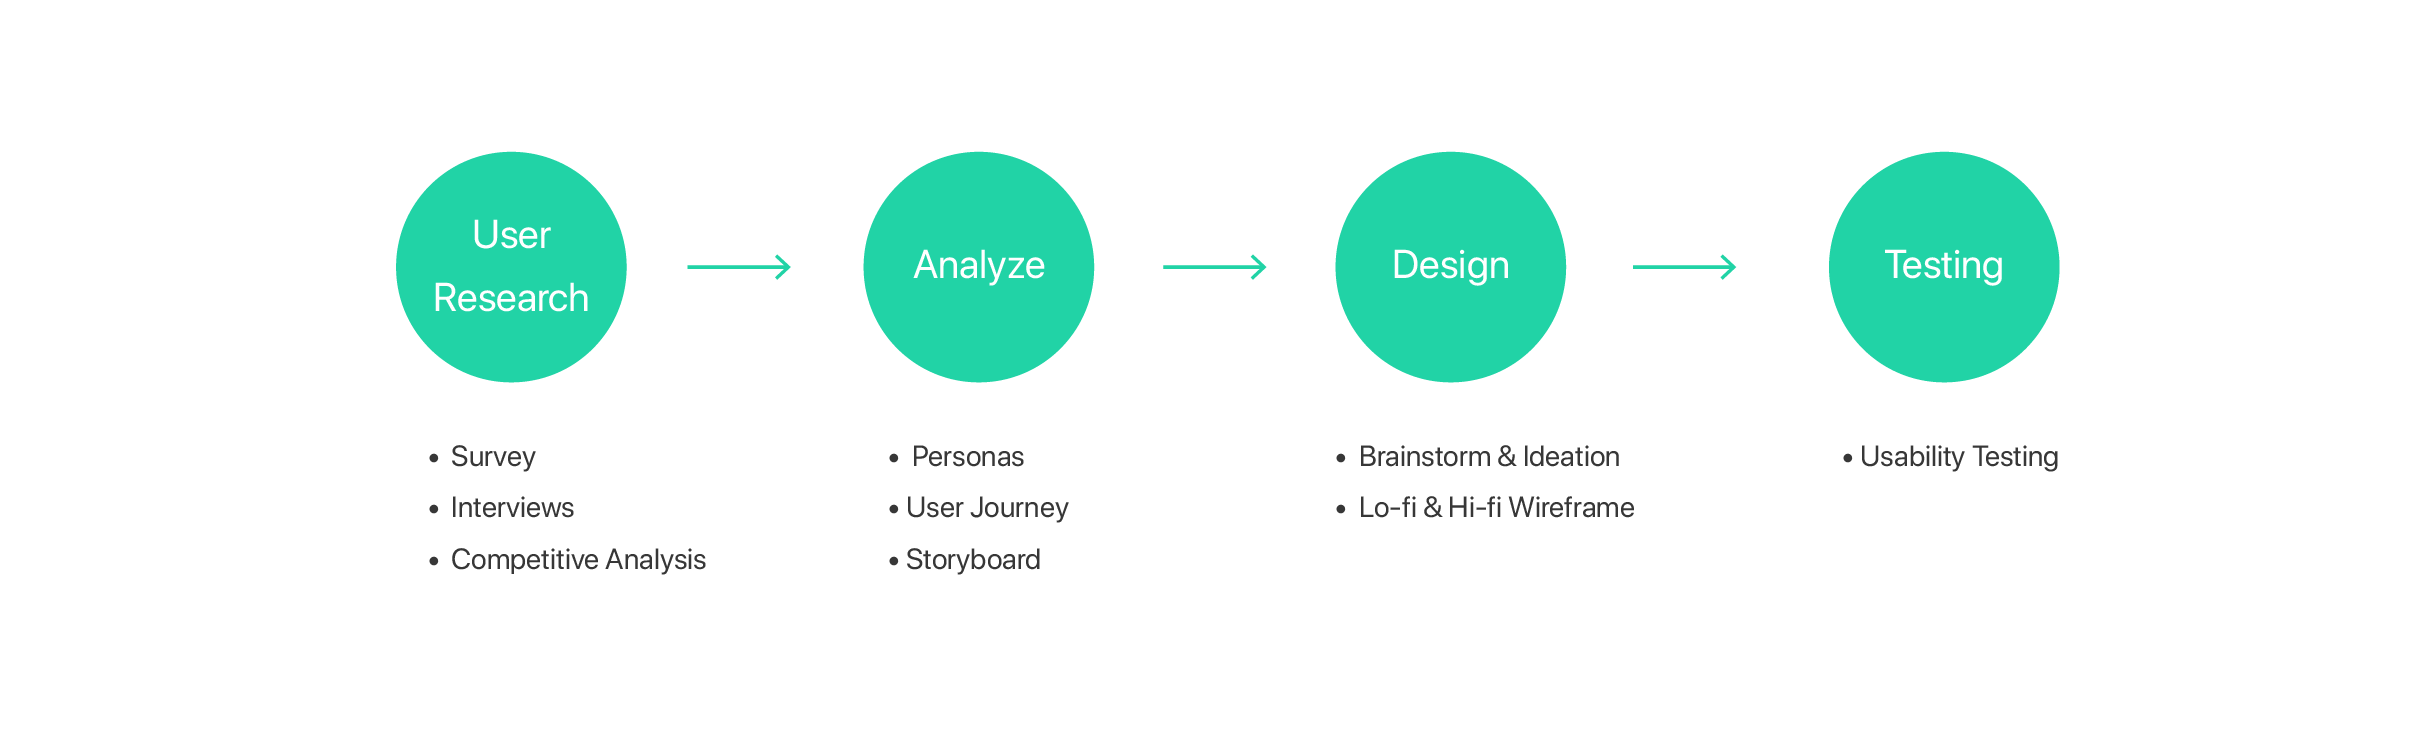 User
Research
Analyze
Design
Testing
• Survey
• Interviews
• Competitive Analysis
• Personas
• User Journey
• Storyboard
• Brainstorm & Ideation
• Lo-fi & Hi-fi Wireframe
• Usability Testing